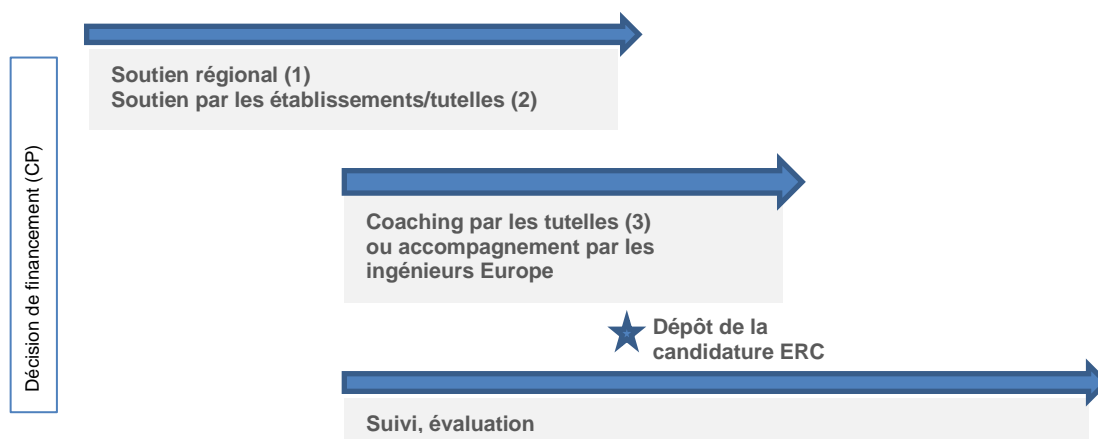 Décision de financement (CP)
Soutien régional (1)
Soutien par les établissements/tutelles (2)
Coaching par les tutelles (3)
ou accompagnement par les
ingénieurs Europe
Dépôt de la
candidature ERC
Suivi, évaluation